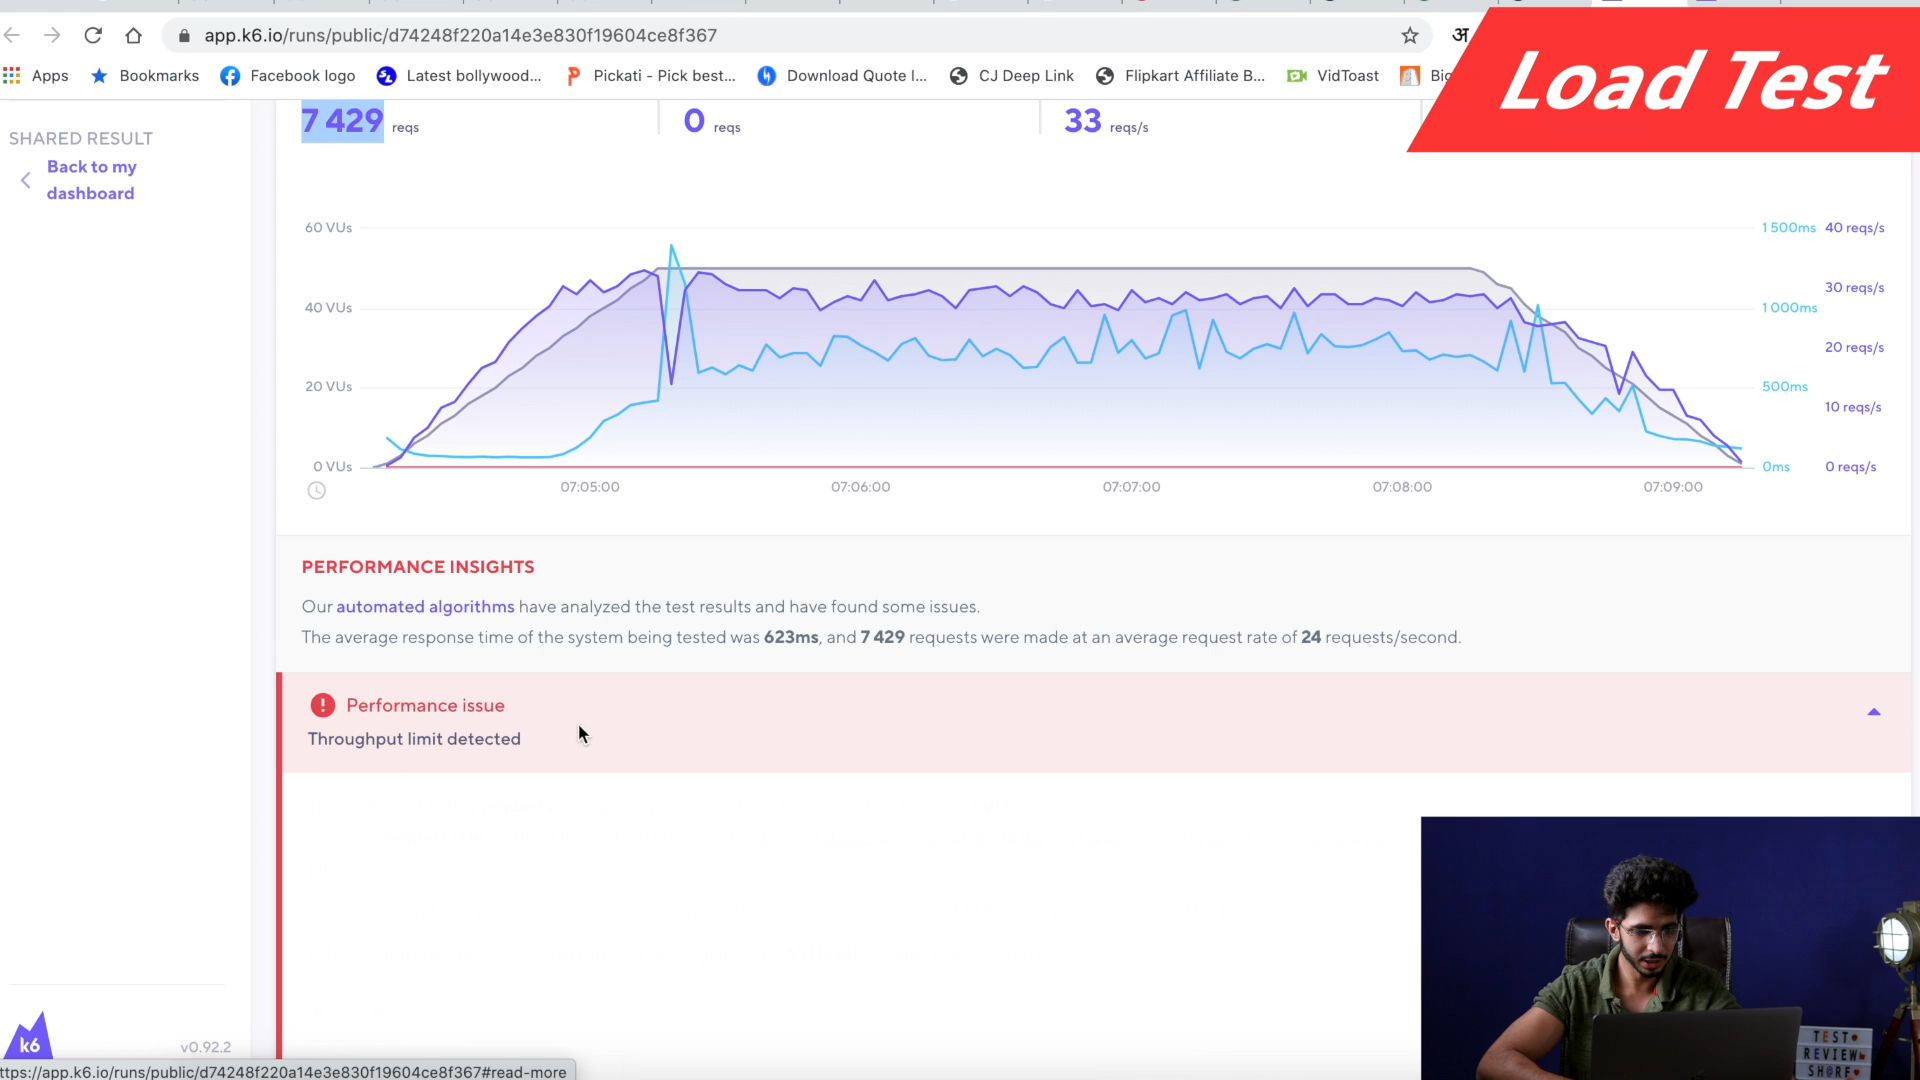 app.k6.io/runs/public/d74248f220a14e3e830f19604ce8f367
अ
Load Test
Apps
Bookmarks
Facebook logo
Latest bollywood...
Pickati - Pick best...
Download Quote I...
CJ Deep Link
Flipkart Affiliate B...
VidToast
SHARED RESULT
Back to my
dashboard
7 429 reqs
0 reqs
33 reqs/s
60 VUs
40 VUs
20 VUs
0 VUs
1 500ms
1 000ms
500ms
0ms
40 reqs/s
30 reqs/s
20 reqs/s
10 reqs/s
0 reqs/s
07:05:00
07:06:00
07:07:00
07:08:00
07:09:00
PERFORMANCE INSIGHTS
Our automated algorithms have analyzed the test results and have found some issues.
The average response time of the system being tested was 623ms, and 7 429 requests were made at an average request rate of 24 requests/second.
Performance issue
Throughput limit detected
k6
v0.92.2
ttps://app.k6.io/runs/public/d74248f220a14e3e830f19604ce8f367#read-more
TEST
REVIEW
SHARE